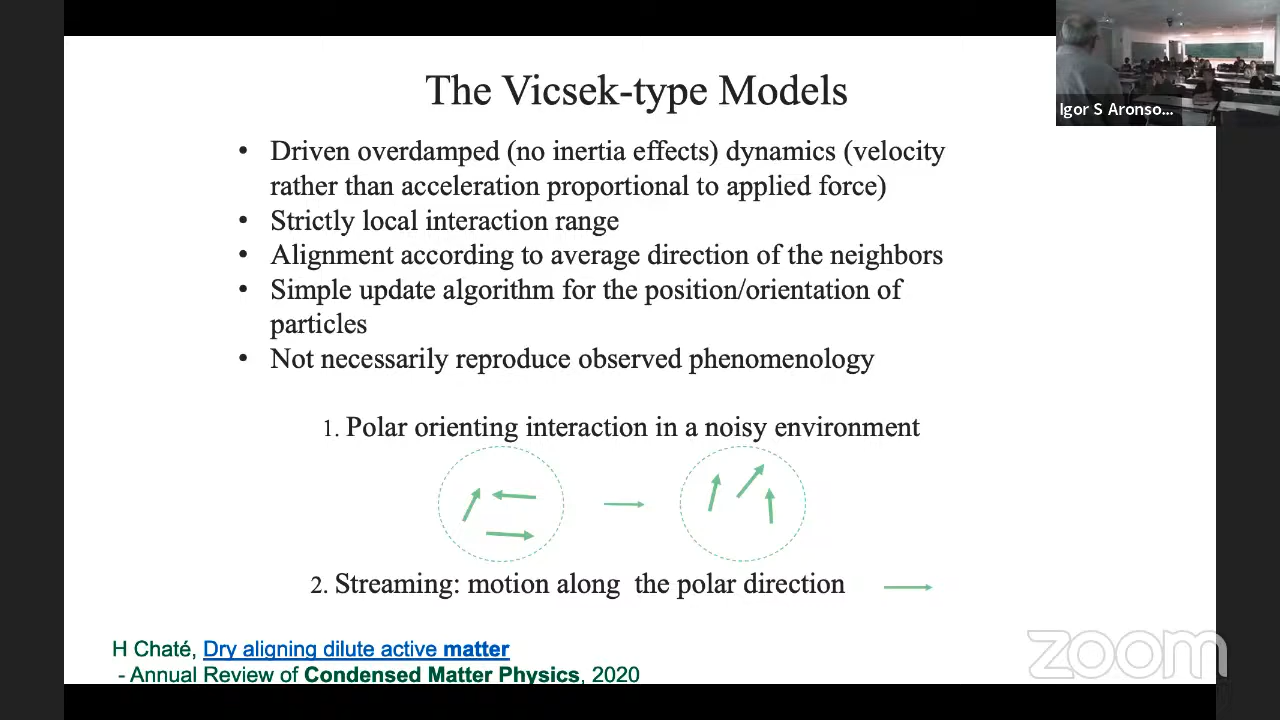 The Vicsek-type Models
Igor S Aronso...
• Driven overdamped (no inertia effects) dynamics (velocity
rather than acceleration proportional to applied force)
• Strictly local interaction range
• Alignment according to average direction of the neighbors
• Simple update algorithm for the position/orientation of
particles
• Not necessarily reproduce observed phenomenology
1. Polar orienting interaction in a noisy environment
2. Streaming: motion along the polar direction
H Chaté, Dry aligning dilute active matter
- Annual Review of Condensed Matter Physics, 2020
zoom